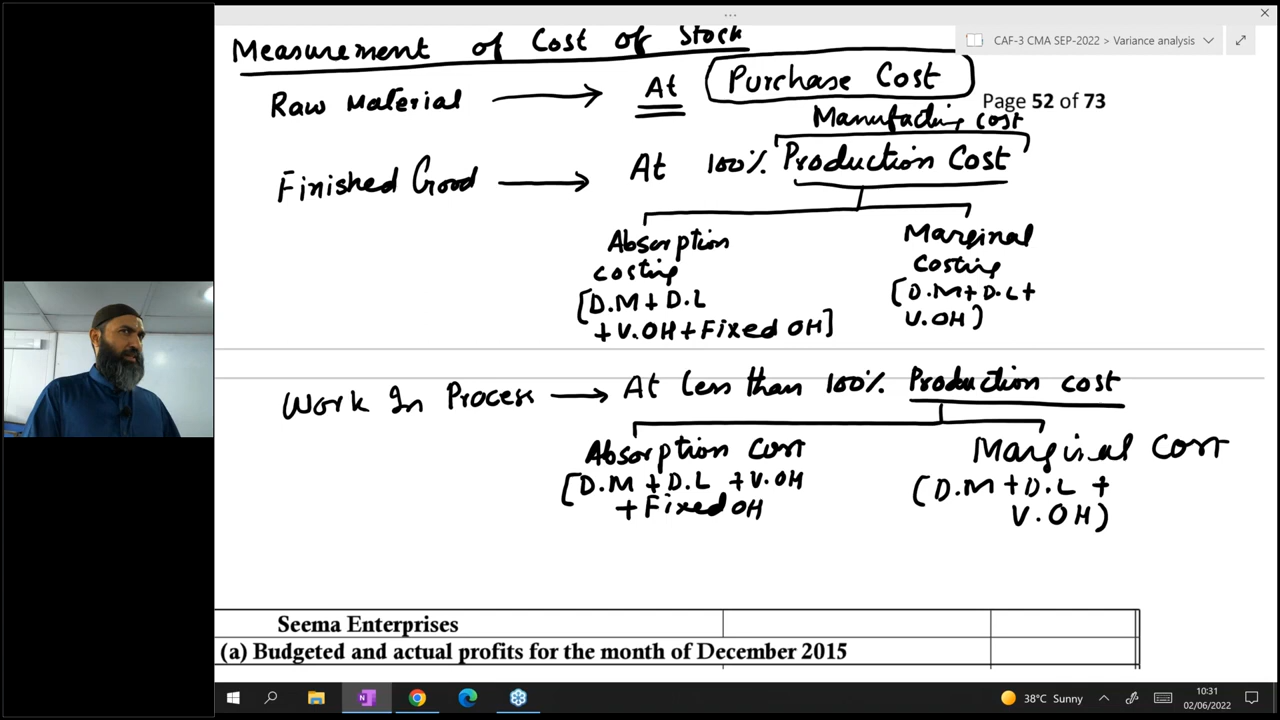 Measurement of Cost of Stock
CAF-3 CMA SEP-2022 > Variance analysis
Raw Material → At Purchase Cost
Page 52 of 73
Manufacting cost
Finished Good → At 100% Production Cost
Absorption costing
[D.M + D.L
+ V.OH + Fixed OH]
Marginal costing
(D.M + D.L +
V.OH)
Work In Process → At less than 100% Production cost
Absorption Cost
[D.M + D.L + V.OH
+ Fixed OH
Marginal Cost
(D.M + D.L +
V.OH)
Seema Enterprises
(a) Budgeted and actual profits for the month of December 2015
38°C Sunny
10:31
02/06/2022